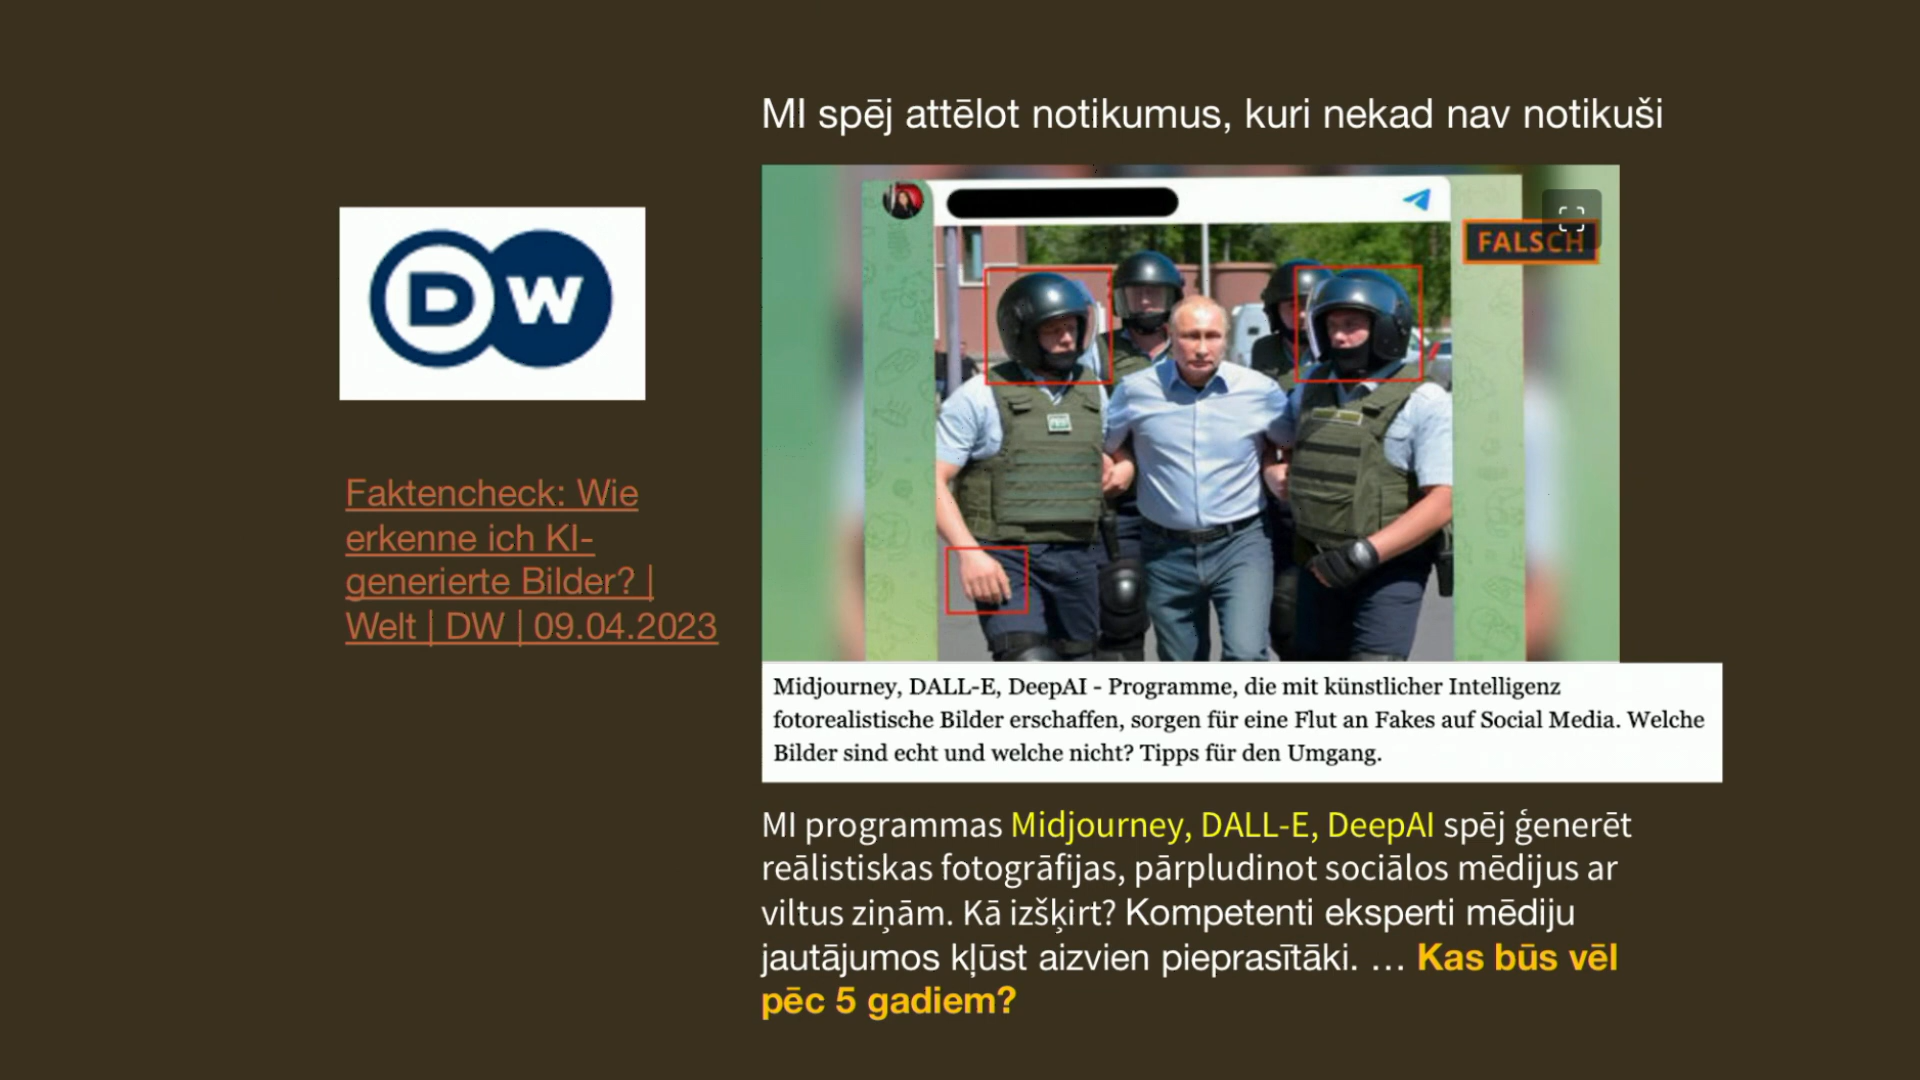 MI spēj attēlot notikumus, kuri nekad nav notikuši
DW
FALSCH
Faktencheck: Wie
erkenne ich KI-
generierte Bilder? |
Welt | DW | 09.04.2023
Midjourney, DALL-E, DeepAI - Programme, die mit künstlicher Intelligenz
fotorealistische Bilder erschaffen, sorgen für eine Flut an Fakes auf Social Media. Welche
Bilder sind echt und welche nicht? Tipps für den Umgang.
MI programmas Midjourney, DALL-E, DeepAI spēj ģenerēt
reālistiskas fotogrāfijas, pārpludinot sociālos mēdijus ar
viltus ziņām. Kā izšķirt? Kompetenti eksperti mēdiju
jautājumos kļūst aizvien pieprasītāki. … Kas būs vēl
pēc 5 gadiem?